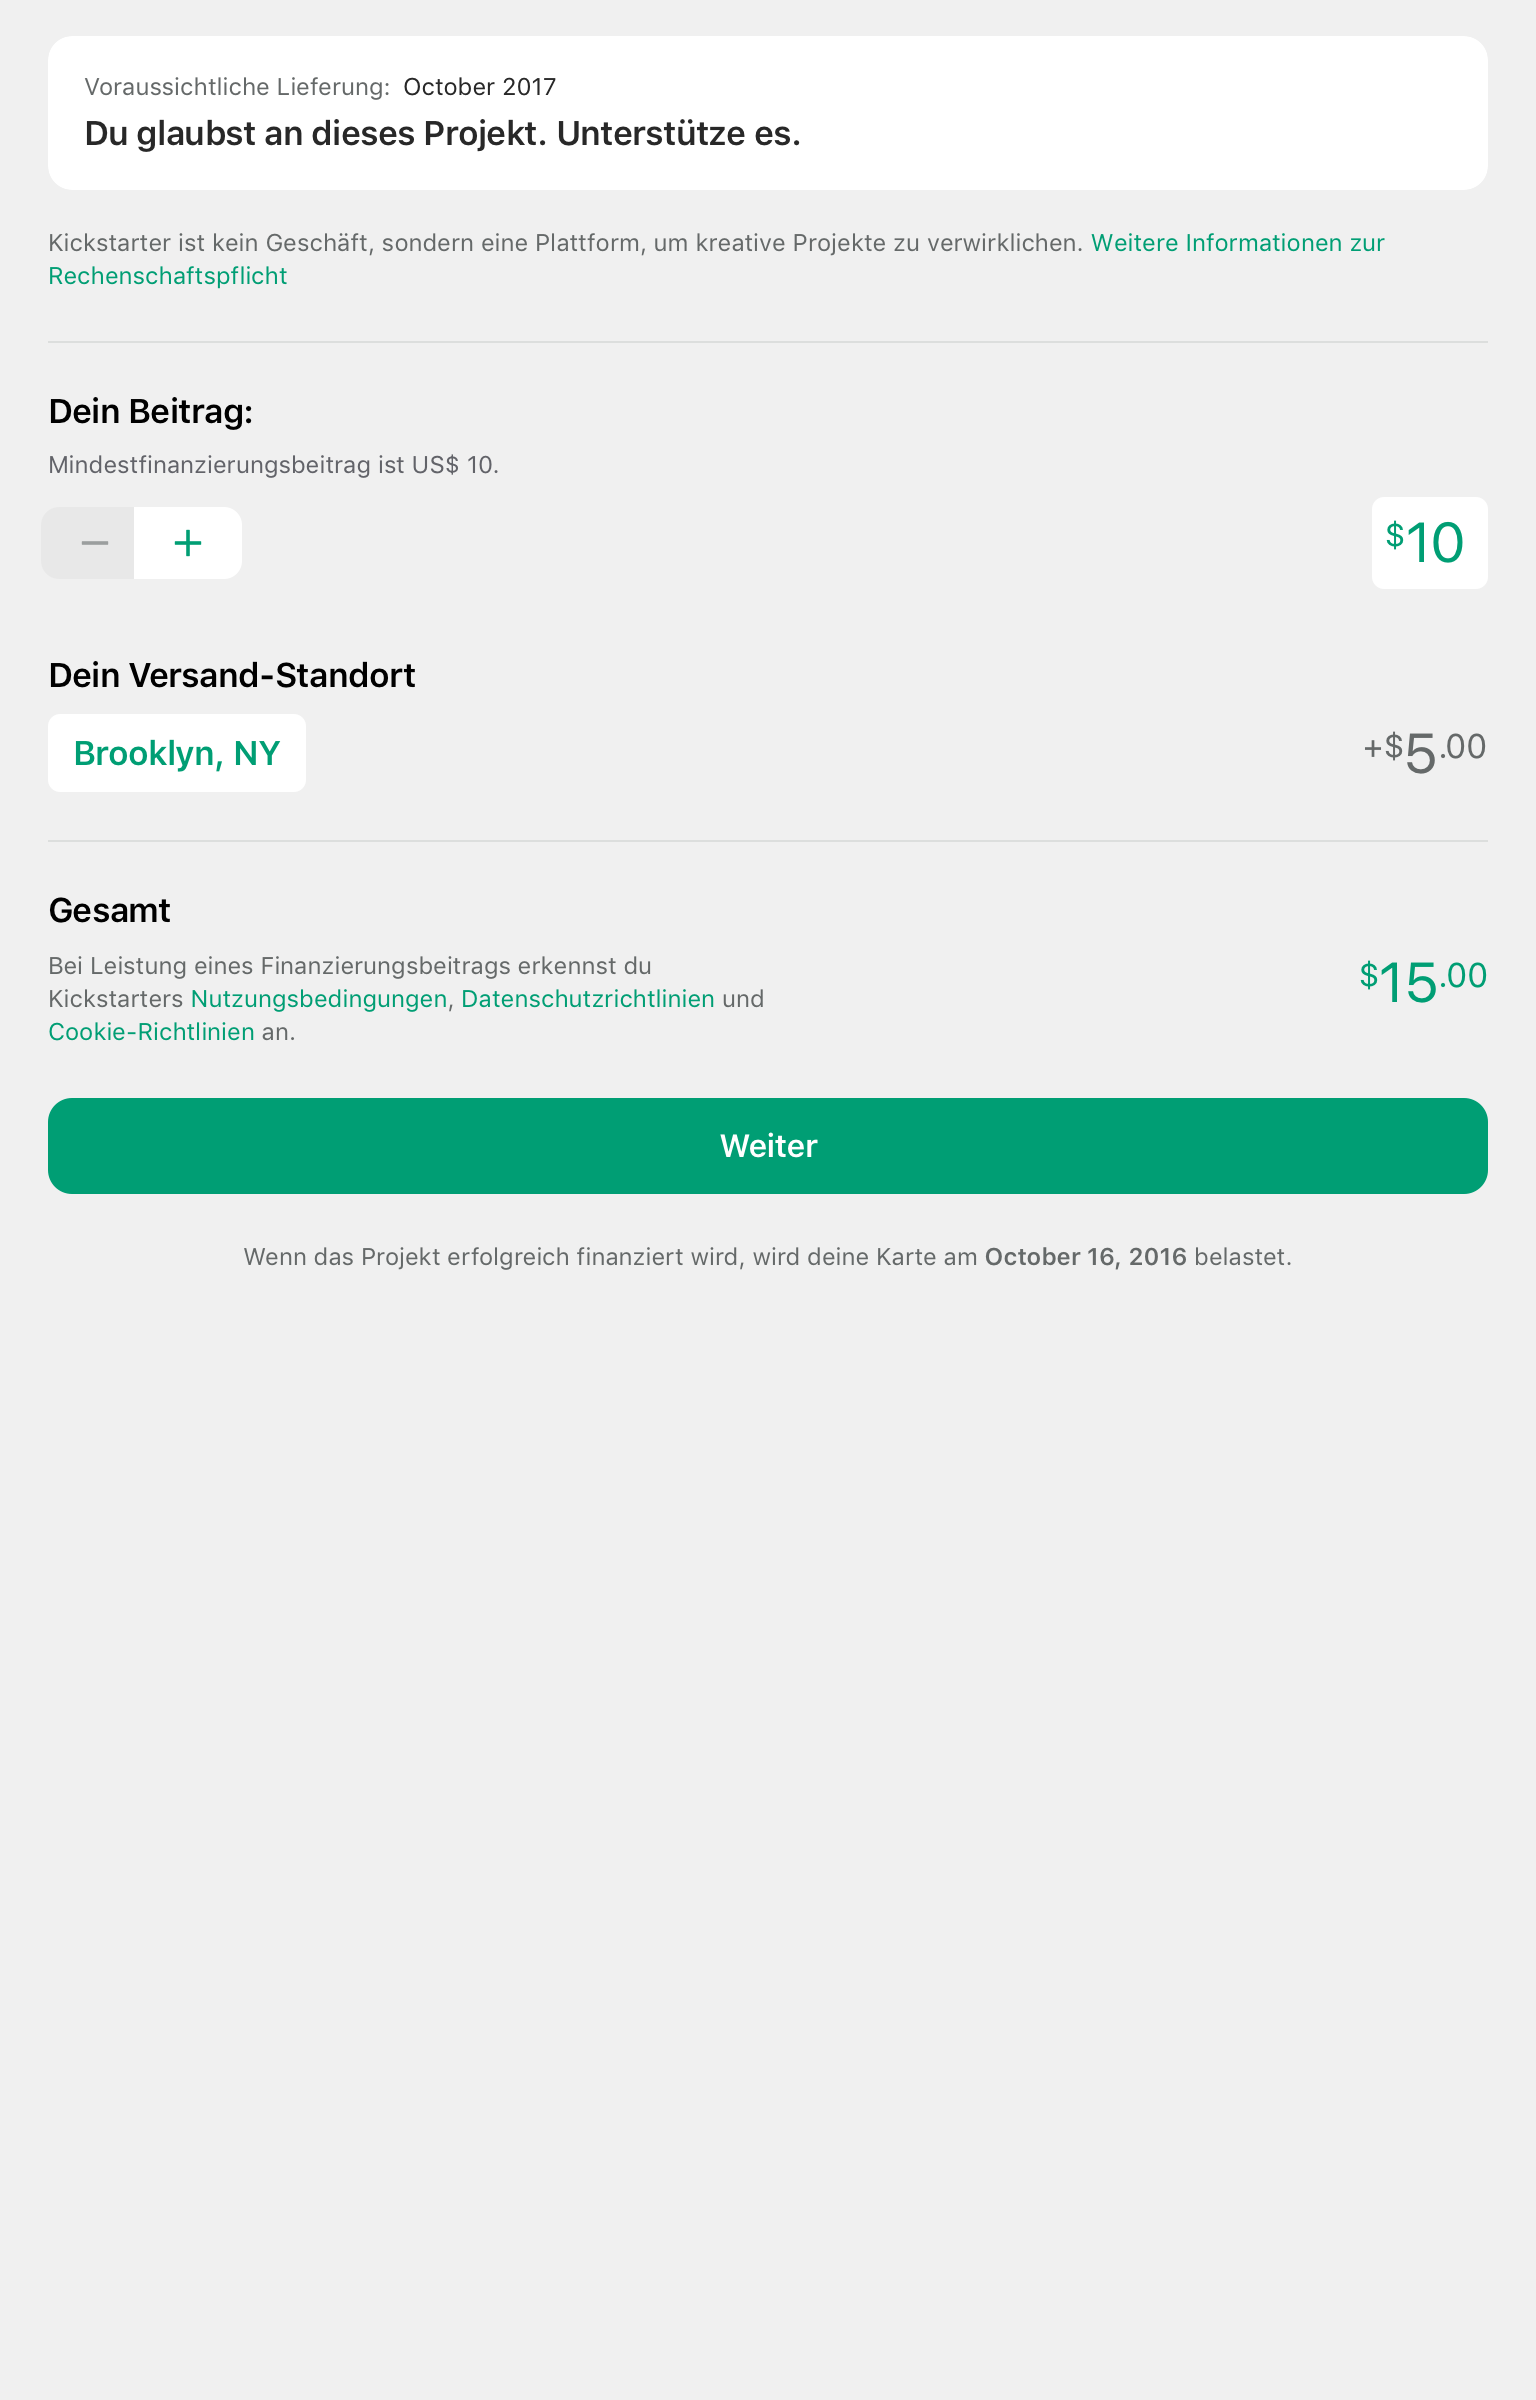 Voraussichtliche Lieferung: October 2017
Du glaubst an dieses Projekt. Unterstütze es.
Kickstarter ist kein Geschäft, sondern eine Plattform, um kreative Projekte zu verwirklichen. Weitere Informationen zur
Rechenschaftspflicht
Dein Beitrag:
Mindestfinanzierungsbeitrag ist US$ 10.
− +
$10
Dein Versand-Standort
Brooklyn, NY
+$5.00
Gesamt
Bei Leistung eines Finanzierungsbeitrags erkennst du
Kickstarters Nutzungsbedingungen, Datenschutzrichtlinien und
Cookie-Richtlinien an.
$15.00
Weiter
Wenn das Projekt erfolgreich finanziert wird, wird deine Karte am October 16, 2016 belastet.